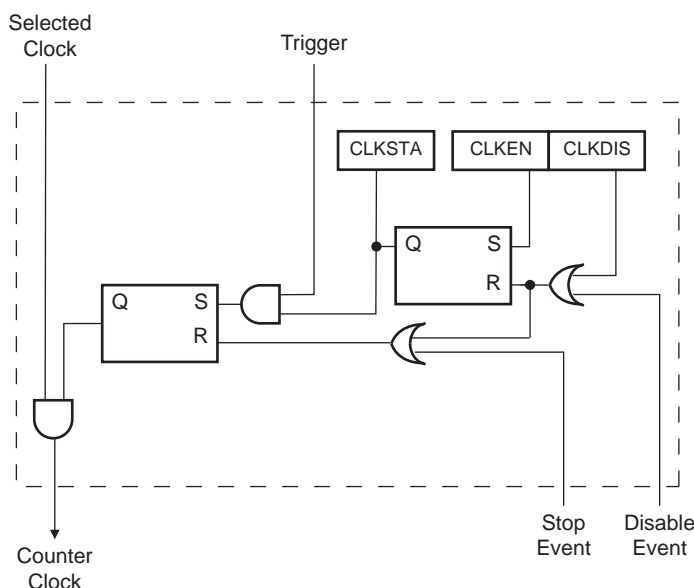 Selected
Clock
Trigger
CLKSTA
CLKEN
CLKDIS
Q
S
R
Q
S
R
Counter
Clock
Stop
Event
Disable
Event